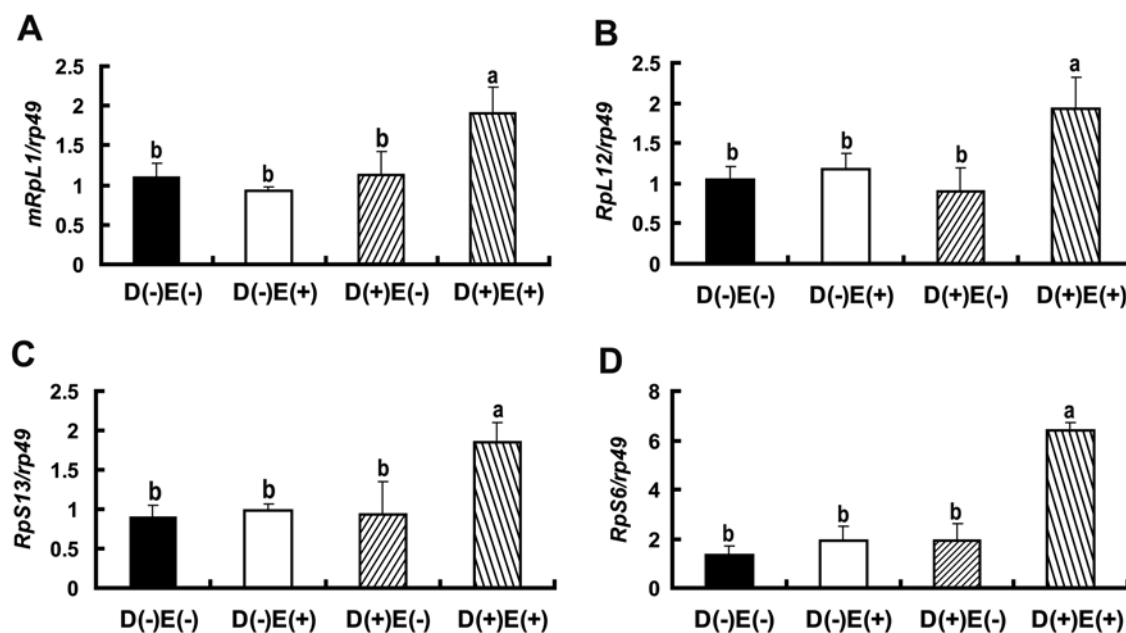 A
mRpL1/rp49
2.5
2
1.5
1
0.5
0
b
b
b
a
D(-)E(-) D(-)E(+) D(+)E(-) D(+)E(+)
B
RpL12/rp49
2.5
2
1.5
1
0.5
0
b
b
b
a
D(-)E(-) D(-)E(+) D(+)E(-) D(+)E(+)
C
RpS13/rp49
2.5
2
1.5
1
0.5
0
b
b
b
a
D(-)E(-) D(-)E(+) D(+)E(-) D(+)E(+)
D
RpS6/rp49
8
6
4
2
0
b
b
b
a
D(-)E(-) D(-)E(+) D(+)E(-) D(+)E(+)